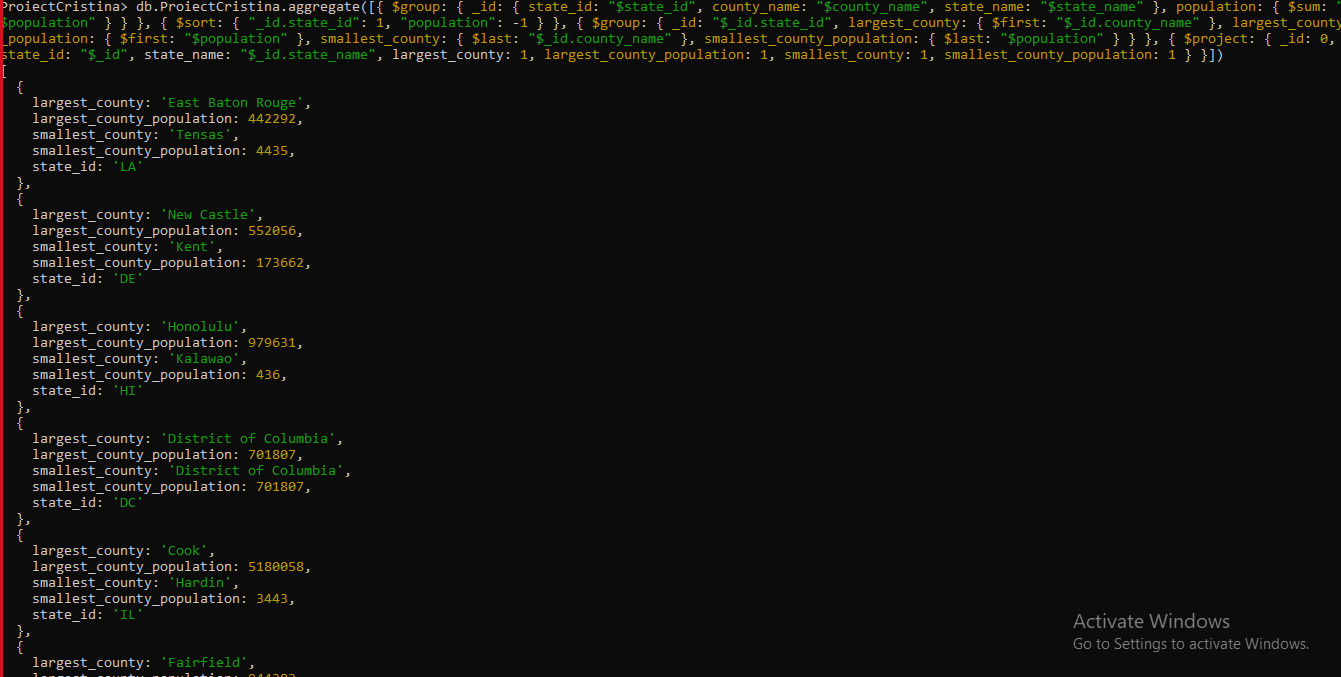 ProiectCristina> db.ProiectCristina.aggregate([{ $group: { _id: { state_id: "$state_id", county_name: "$county_name", state_name: "$state_name" }, population: { $sum: "
$population" } } }, { $sort: { "_id.state_id": 1, "population": -1 } }, { $group: { _id: "$_id.state_id", largest_county: { $first: "$_id.county_name" }, largest_county
_population: { $first: "$population" }, smallest_county: { $last: "$_id.county_name" }, smallest_county_population: { $last: "$population" } } }, { $project: { _id: 0,
state_id: "$_id", state_name: "$_id.state_name", largest_county: 1, largest_county_population: 1, smallest_county: 1, smallest_county_population: 1 } }])
[
{
largest_county: 'East Baton Rouge',
largest_county_population: 442292,
smallest_county: 'Tensas',
smallest_county_population: 4435,
state_id: 'LA'
},
{
largest_county: 'New Castle',
largest_county_population: 552056,
smallest_county: 'Kent',
smallest_county_population: 173662,
state_id: 'DE'
},
{
largest_county: 'Honolulu',
largest_county_population: 979631,
smallest_county: 'Kalawao',
smallest_county_population: 436,
state_id: 'HI'
},
{
largest_county: 'District of Columbia',
largest_county_population: 701807,
smallest_county: 'District of Columbia',
smallest_county_population: 701807,
state_id: 'DC'
},
{
largest_county: 'Cook',
largest_county_population: 5180058,
smallest_county: 'Hardin',
smallest_county_population: 3443,
state_id: 'IL'
},
{
largest_county: 'Fairfield',
Activate Windows
Go to Settings to activate Windows.